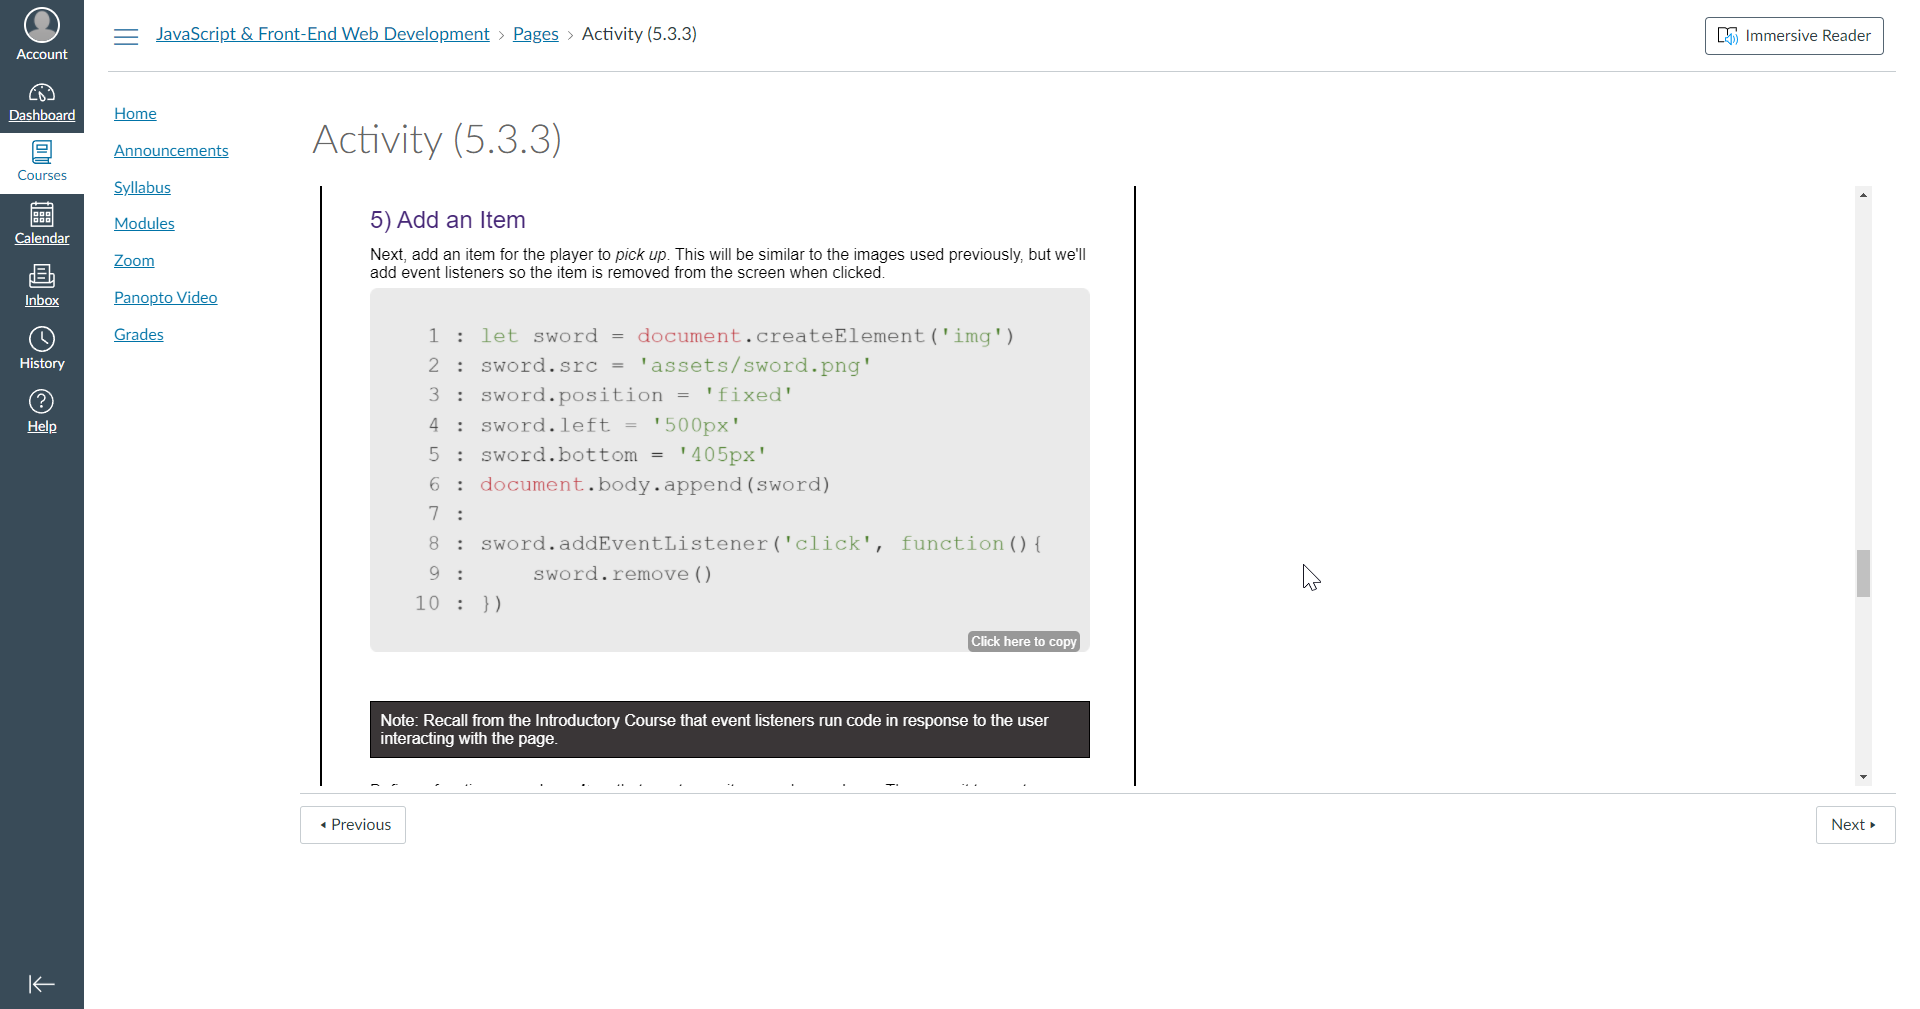 Account
Dashboard
Courses
Calendar
Inbox
History
Help
JavaScript & Front-End Web Development › Pages › Activity (5.3.3)
Immersive Reader
Home
Announcements
Syllabus
Modules
Zoom
Panopto Video
Grades
Activity (5.3.3)
5) Add an Item
Next, add an item for the player to pick up. This will be similar to the images used previously, but we'll
add event listeners so the item is removed from the screen when clicked.
1 : let sword = document.createElement('img')
2 : sword.src = 'assets/sword.png'
3 : sword.position = 'fixed'
4 : sword.left = '500px'
5 : sword.bottom = '405px'
6 : document.body.append(sword)
7 :
8 : sword.addEventListener('click', function(){
9 :     sword.remove()
10 : })
Click here to copy
Note: Recall from the Introductory Course that event listeners run code in response to the user
interacting with the page.
Previous
Next